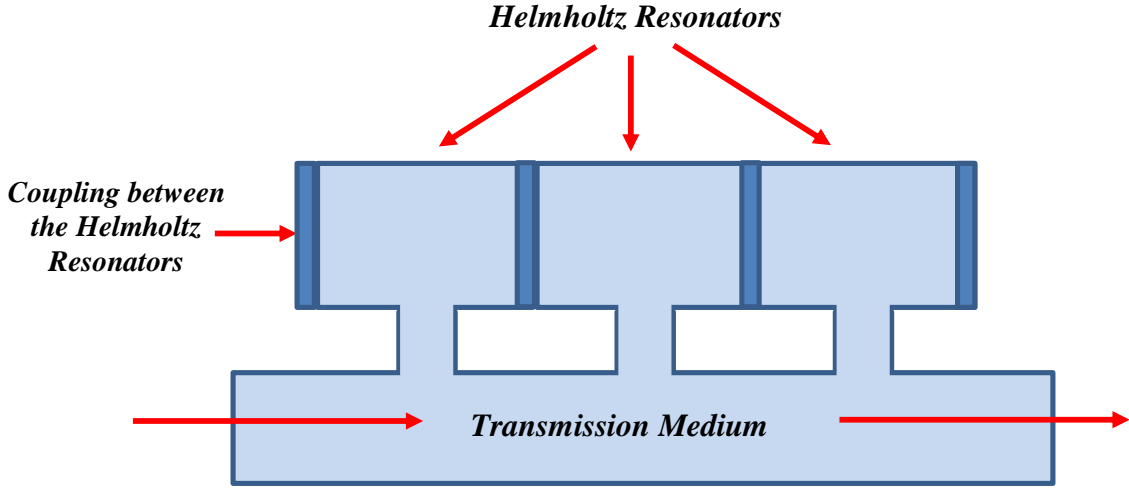 Helmholtz Resonators
Coupling between
the Helmholtz
Resonators
Transmission Medium